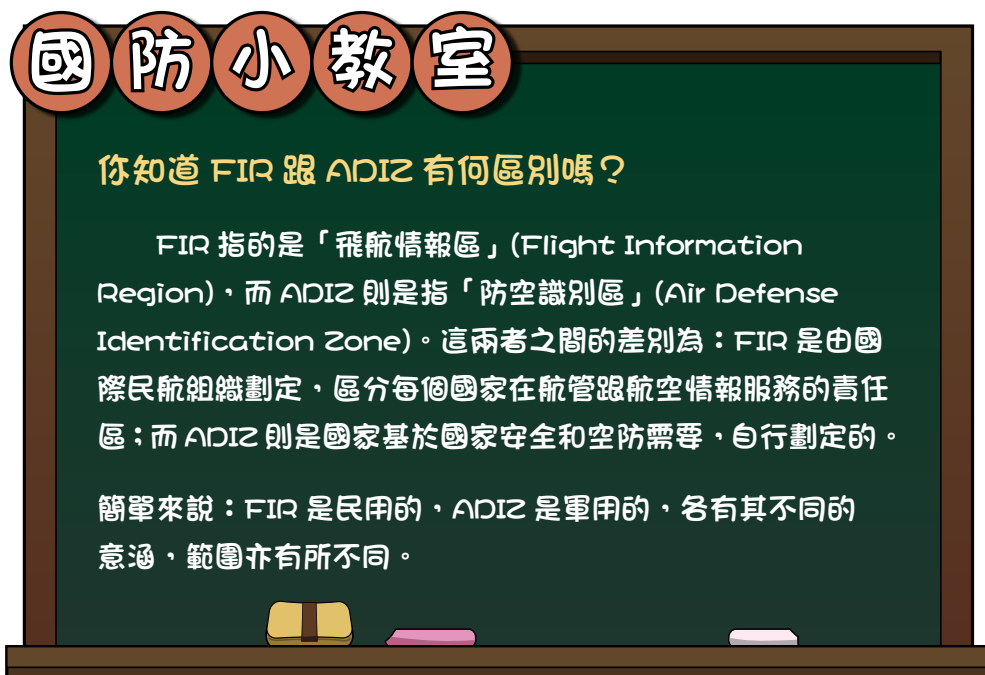 國防小教室
你知道 FIR 跟 ADIZ 有何區別嗎？
FIR 指的是「飛航情報區」(Flight Information
Region)，而 ADIZ 則是指「防空識別區」(Air Defense
Identification Zone)。這兩者之間的差別為：FIR 是由國
際民航組織劃定，區分每個國家在航管跟航空情報服務的責任
區；而 ADIZ 則是國家基於國家安全和空防需要，自行劃定的。
簡單來說：FIR 是民用的，ADIZ 是軍用的，各有其不同的
意涵，範圍亦有所不同。